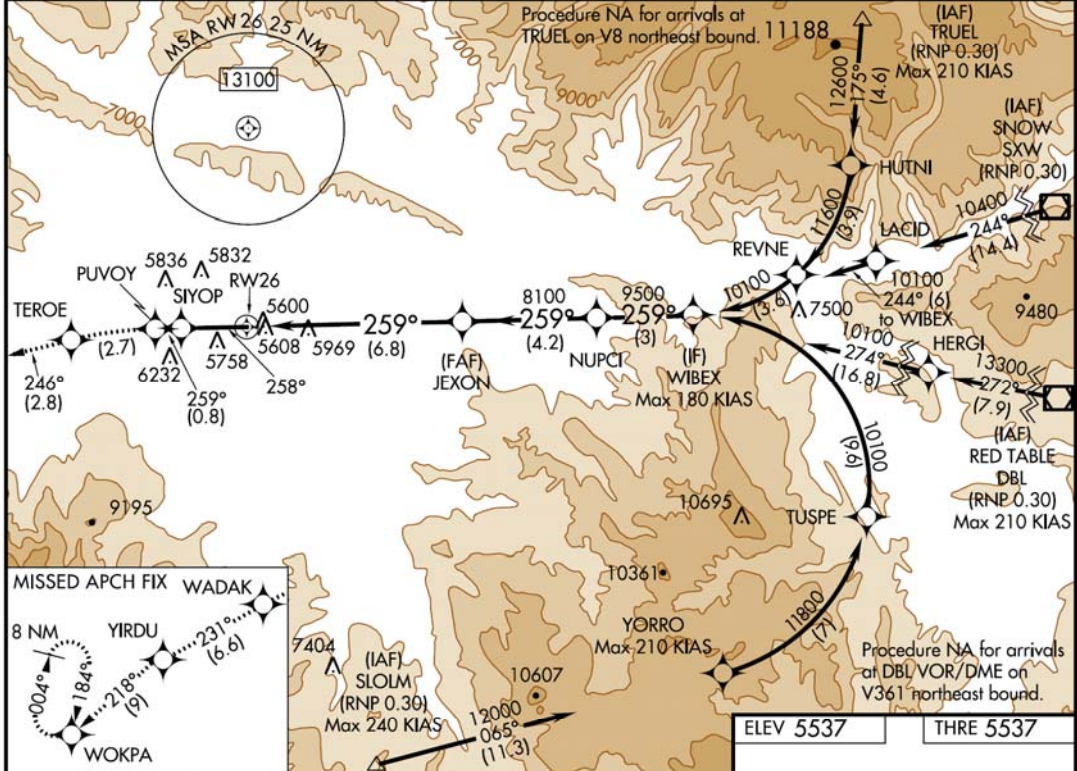 Procedure NA for arrivals at
TRUEL on V8 northeast bound.
11188
(IAF)
TRUEL
(RNP 0.30)
Max 210 KIAS
MSA RW26 25 NM
13100
7000
7000
9000
12600
175°
(4.6)
HUTNI
(IAF)
SNOW
SXW
(RNP 0.30)
10400
244°
(14.4)
11600
(3.9)
REVNE
LACID
10100
244° (6)
to WIBEX
9480
PUVOY
5836
5832
SIYOP
RW26
TEROE
5600
5608
5969
5758
6232
258°
259°
(0.8)
(2.7)
246°
(2.8)
259°
(6.8)
(FAF)
JEXON
8100
259°
(4.2)
NUPCI
9500
259°
(3)
(IF)
WIBEX
Max 180 KIAS
10100
(3.6)
7500
10100
274°
(16.8)
HERGI
13300
272°
(7.9)
(IAF)
RED TABLE
DBL
(RNP 0.30)
Max 210 KIAS
10100
(9.6)
TUSPE
10695
10361
9195
11800
(7)
YORRO
Max 210 KIAS
Procedure NA for arrivals
at DBL VOR/DME on
V361 northeast bound.
MISSED APCH FIX
WADAK
8 NM
YIRDU
231°
(6.6)
004°
184°
218°
(9)
WOKPA
7404
(IAF)
SLOLM
(RNP 0.30)
Max 240 KIAS
10607
12000
065°
(11.3)
ELEV 5537
THRE 5537